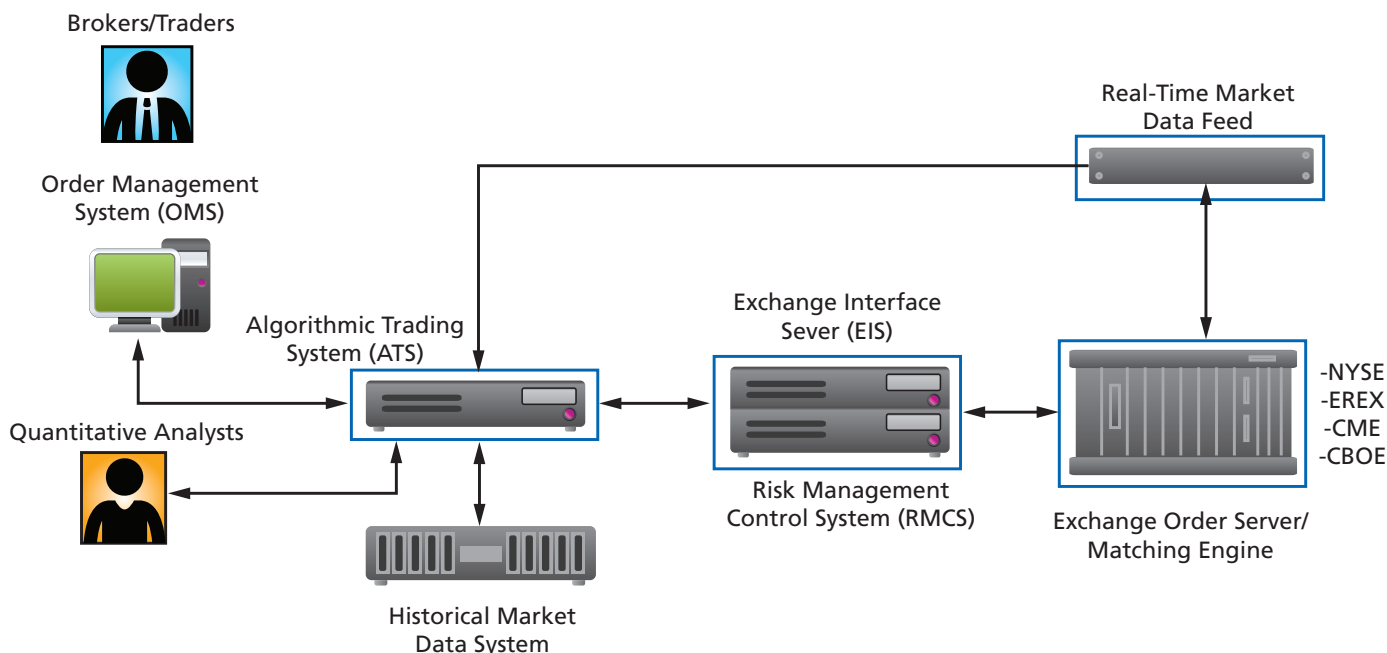 Brokers/Traders
Order Management
System (OMS)
Real-Time Market
Data Feed
Algorithmic Trading
System (ATS)
Exchange Interface
Sever (EIS)
-NYSE
-EREX
-CME
-CBOE
Quantitative Analysts
Risk Management
Control System (RMCS)
Exchange Order Server/
Matching Engine
Historical Market
Data System